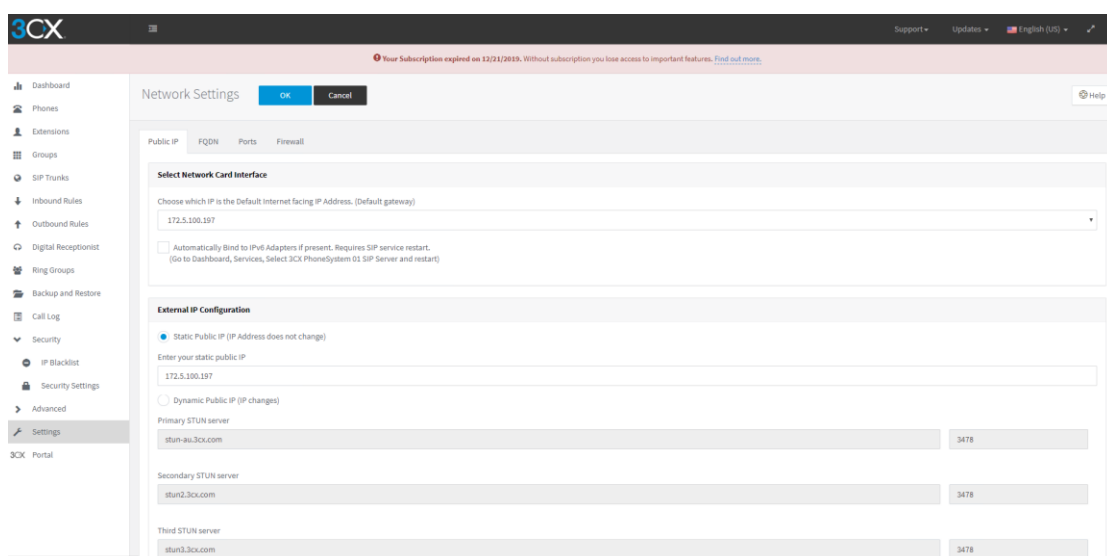 3CX
Support
Updates
English (US)
Your Subscription expired on 12/21/2019. Without subscription you lose access to important features. Find out more.
Dashboard
Phones
Extensions
Groups
SIP Trunks
Inbound Rules
Outbound Rules
Digital Receptionist
Ring Groups
Backup and Restore
Call Log
Security
IP Blacklist
Security Settings
Advanced
Settings
3CX Portal
Network Settings
OK
Cancel
Help
Public IP
FQDN
Ports
Firewall
Select Network Card Interface
Choose which IP is the Default Internet facing IP Address. (Default gateway)
172.5.100.197
Automatically Bind to IPv6 Adapters if present. Requires SIP service restart.
(Go to Dashboard, Services, Select 3CX PhoneSystem 01 SIP Server and restart)
External IP Configuration
Static Public IP (IP Address does not change)
Enter your static public IP
172.5.100.197
Dynamic Public IP (IP changes)
Primary STUN server
stun-au.3cx.com
3478
Secondary STUN server
stun2.3cx.com
3478
Third STUN server
stun3.3cx.com
3478